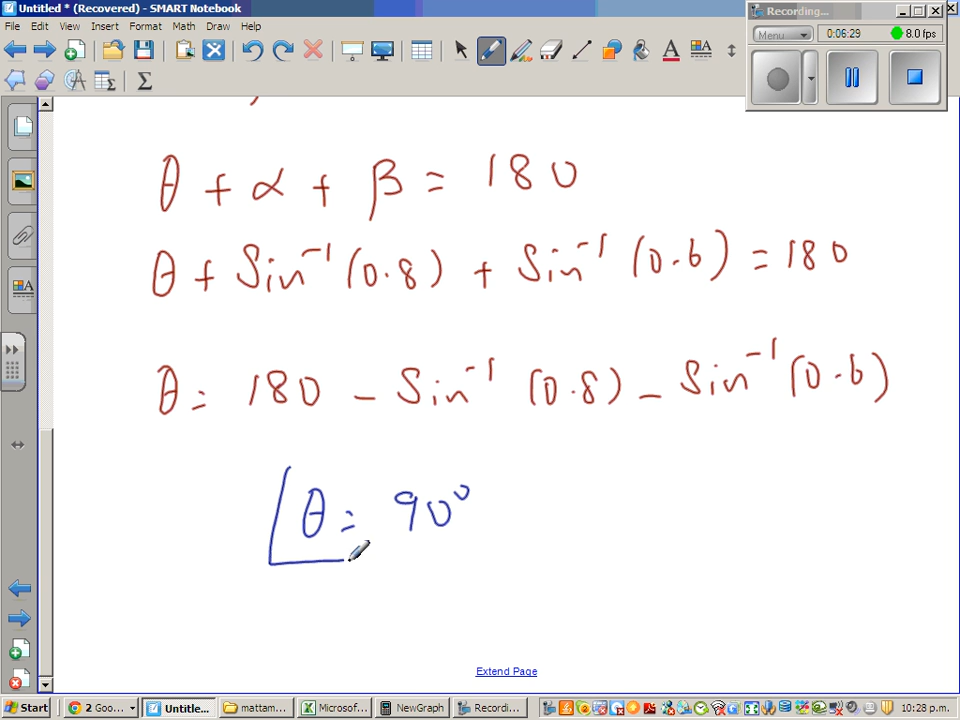 Untitled * (Recovered) - SMART Notebook
File Edit View Insert Format Math Draw Help
Recording...
Menu 0:06:29 8.0 fps
θ + α + β = 180
θ + Sin⁻¹ (0.8) + Sin⁻¹ (0.6) = 180
θ = 180 - Sin⁻¹ (0.8) - Sin⁻¹ (0.6)
θ = 90⁰
Extend Page
Start 2 Goo... Untitle... mattam... Microsof... NewGraph Recordi... 10:28 p.m.